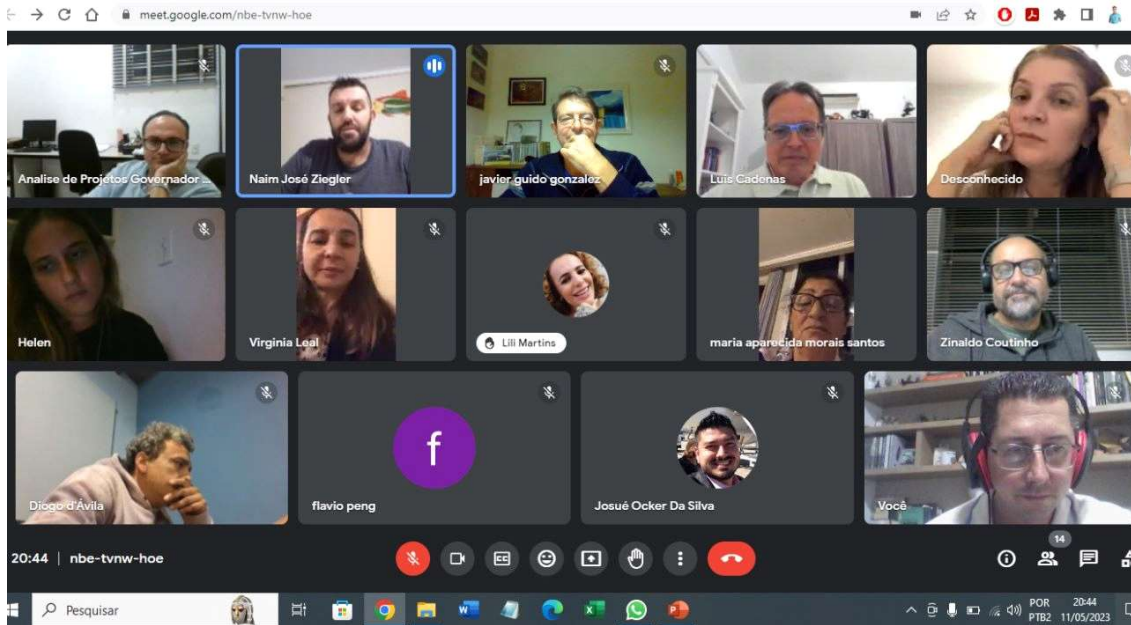 meet.google.com/nbe-tvnw-hoe
Analise de Projetos Governador ...
Naim José Ziegler
javier guido gonzalez
Luis Cadenas
Desconhecido
Helen
Virginia Leal
Lili Martins
maria aparecida morais santos
Zinaldo Coutinho
Diogo d'Ávila
f
flavio peng
Josué Ocker Da Silva
Você
20:44 | nbe-tvnw-hoe
CC
14
Pesquisar
POR
PTB2
20:44
11/05/2023